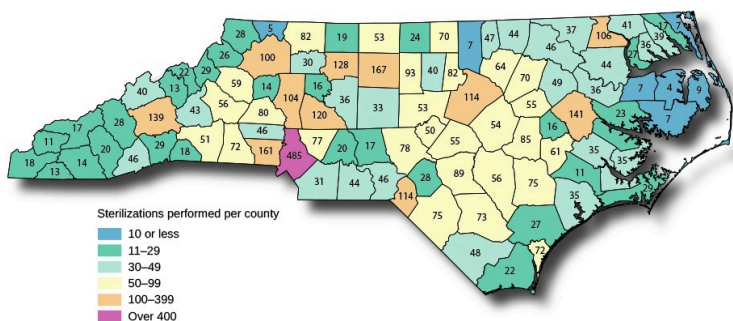 28 5 82 19 53 24 70 7 47 44 37 106 41 17 7
26 100 30 128 167 93 40 82 64 46 44 27 36 39
40 13 22 29 59 14 104 16 36 33 53 114 70 49 36 7 4 9
139 43 56 80 120 55 141 23 7
17 28 46 50 54 16
11 20 29 51 72 161 485 77 20 17 78 55 85 61 35 35
18 13 14 46 18 28 89 56 75 11 29
31 44 46 114 35
75 73 27
48 72
22
Sterilizations performed per county
10 or less
11–29
30–49
50–99
100–399
Over 400